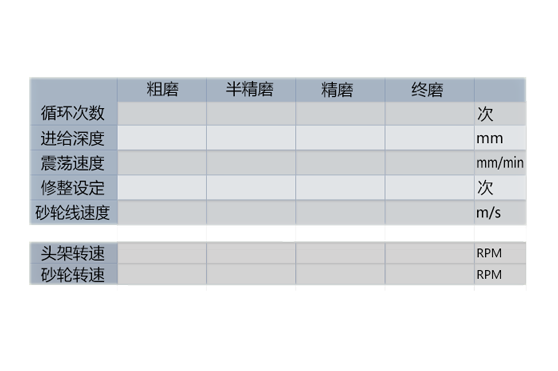 粗磨 半精磨 精磨 终磨
循环次数 次
进给深度 mm
震荡速度 mm/min
修整设定 次
砂轮线速度 m/s
头架转速 RPM
砂轮转速 RPM